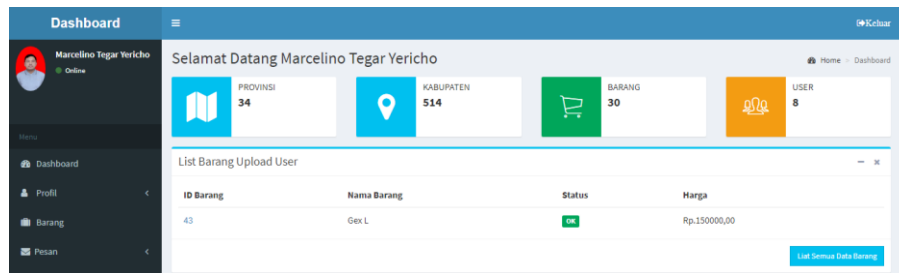 Dashboard
Keluar
Marcelino Tegar Yericho
Online
Menu
Dashboard
Profil
Barang
Pesan
Selamat Datang Marcelino Tegar Yericho
Home > Dashboard
PROVINSI
34
KABUPATEN
514
BARANG
30
USER
8
List Barang Upload User
ID Barang Nama Barang Status Harga
43 Gex L OK Rp.150000,00
Liat Semua Data Barang